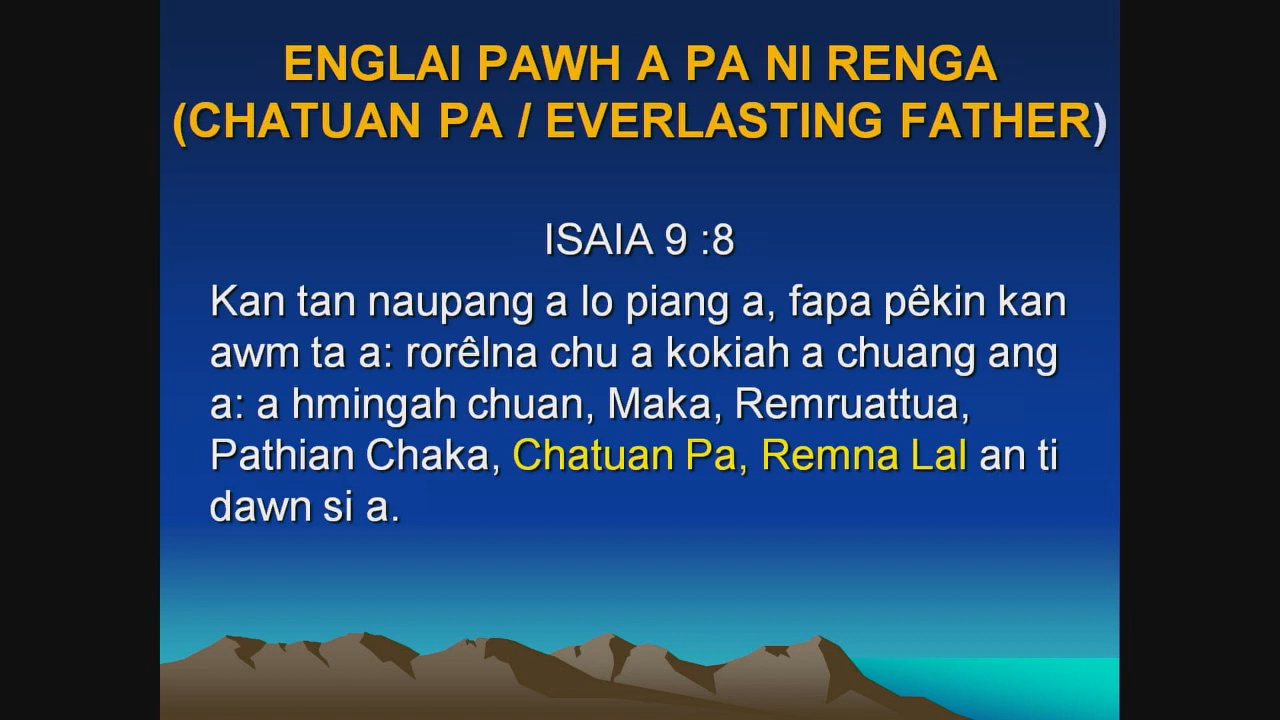 ENGLAI PAWH A PA NI RENGA
(CHATUAN PA / EVERLASTING FATHER)
ISAIA 9 :8
Kan tan naupang a lo piang a, fapa pêkin kan
awm ta a: rorêlna chu a kokiah a chuang ang
a: a hmingah chuan, Maka, Remruattua,
Pathian Chaka, Chatuan Pa, Remna Lal an ti
dawn si a.